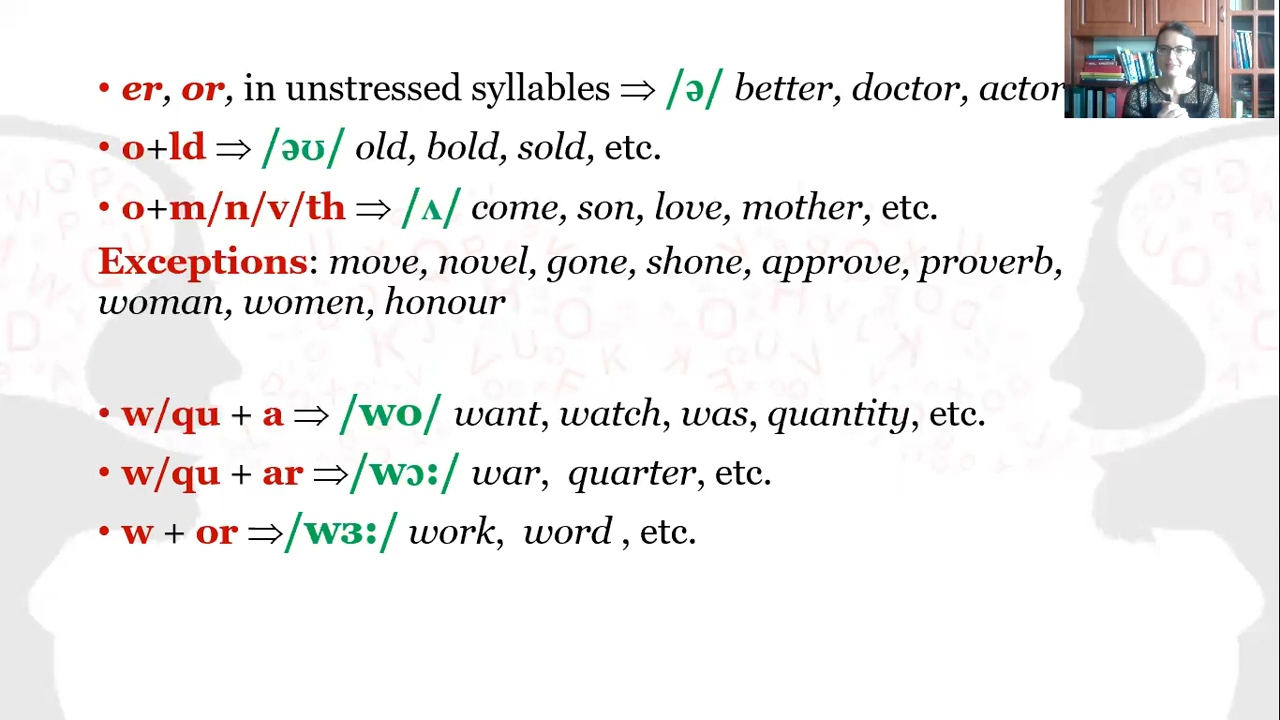 • er, or, in unstressed syllables ⇒ /ə/ better, doctor, actor
• o+ld ⇒ /əʊ/ old, bold, sold, etc.
• o+m/n/v/th ⇒ /ʌ/ come, son, love, mother, etc.
Exceptions: move, novel, gone, shone, approve, proverb,
woman, women, honour
• w/qu + a ⇒ /wo/ want, watch, was, quantity, etc.
• w/qu + ar ⇒/wɔ:/ war, quarter, etc.
• w + or ⇒/wɜ:/ work, word , etc.